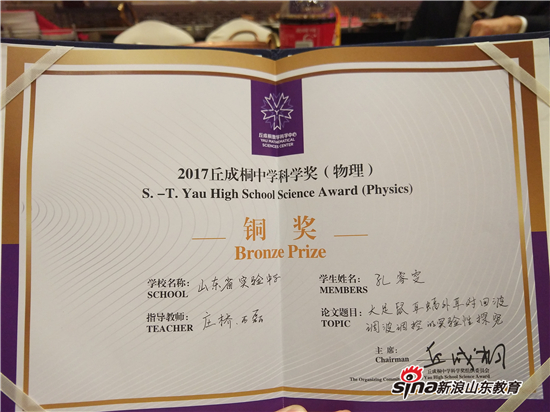 丘成桐数学科学中心
YAU MATHEMATICAL
SCIENCES CENTER
2017丘成桐中学科学奖（物理）
S. -T. Yau High School Science Award (Physics)
铜奖
Bronze Prize
学校名称: 山东省实验中学
SCHOOL
指导教师: 庄桥、石磊
TEACHER
学生姓名: 孔
MEMBERS
论文题目: 大足鼠耳蝠外耳对回波
TOPIC 调波调控的实验性探究
主席: 丘成桐
Chairman
丘成桐中学科学奖组织委员会
The Organizing Committee Yau High School Science Award
sina新浪山东教育